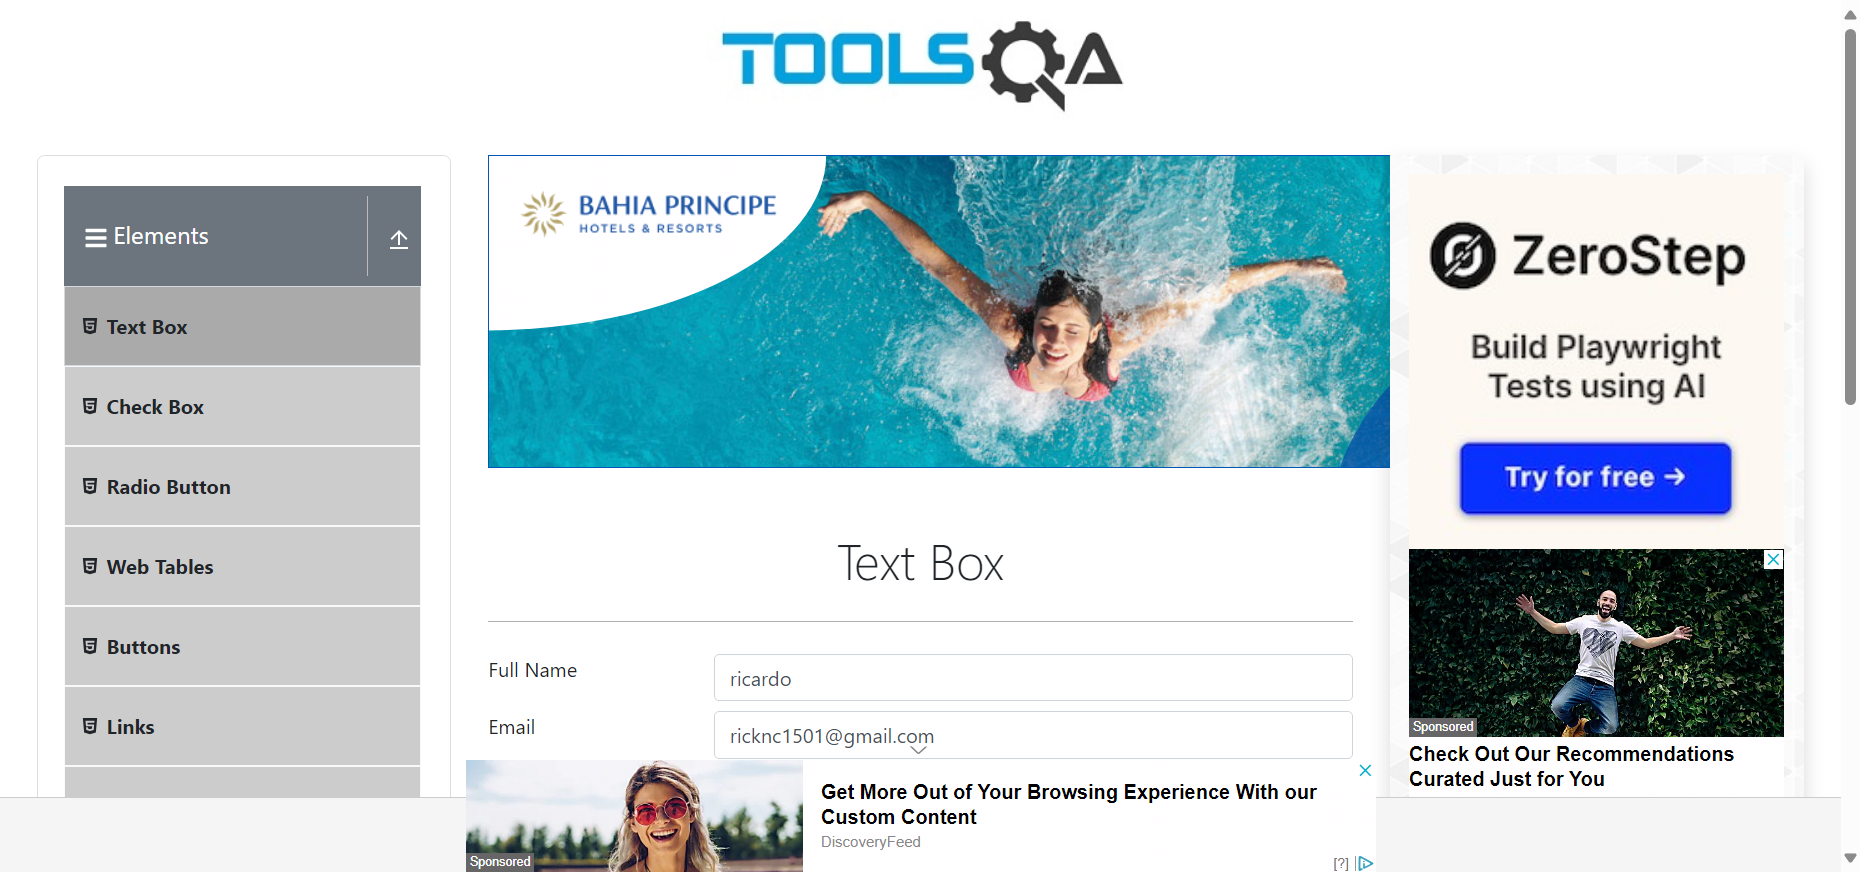 TOOLSQA
Elements
Text Box
Check Box
Radio Button
Web Tables
Buttons
Links
BAHIA PRINCIPE
HOTELS & RESORTS
Text Box
Full Name
ricardo
Email
ricknc1501@gmail.com
Sponsored
Get More Out of Your Browsing Experience With our
Custom Content
DiscoveryFeed
[?]
ZeroStep
Build Playwright
Tests using AI
Try for free →
Sponsored
Check Out Our Recommendations
Curated Just for You